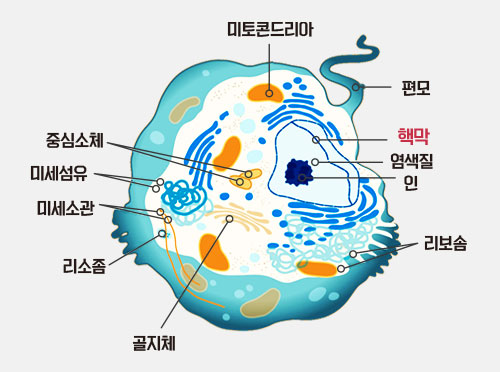 미토콘드리아
편모
핵막
중심소체
염색질
미세섬유
인
미세소관
리보솜
리소좀
골지체